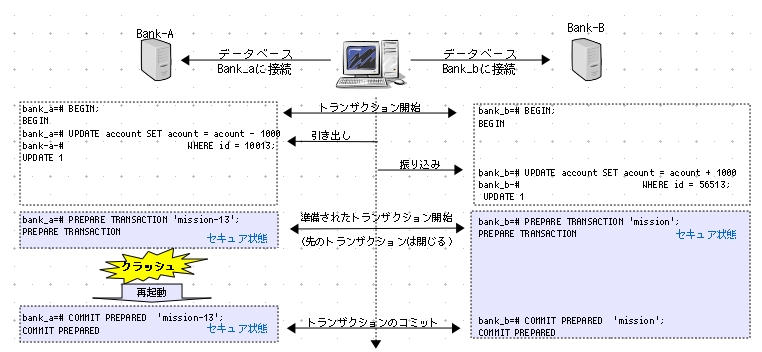 Bank-A
Bank-B
データベース
Bank_aに接続
データベース
Bank_bに接続
bank_a=# BEGIN;
BEGIN
bank_a=# UPDATE account SET acount = acount - 1000
bank-a-# WHERE id = 10013;
UPDATE 1
トランザクション開始
引き出し
振り込み
bank_b=# BEGIN;
BEGIN
bank_b=# UPDATE account SET acount = acount + 1000
bank_b-# WHERE id = 56513;
UPDATE 1
bank_a=# PREPARE TRANSACTION 'mission-13';
PREPARE TRANSACTION
セキュア状態
準備されたトランザクション開始
(先のトランザクションは閉じる)
bank_b=# PREPARE TRANSACTION 'mission';
PREPARE TRANSACTION
セキュア状態
クラッシュ
再起動
bank_a=# COMMIT PREPARED 'mission-13';
COMMIT PREPARED
セキュア状態
トランザクションのコミット
bank_b=# COMMIT PREPARED 'mission';
COMMIT PREPARED